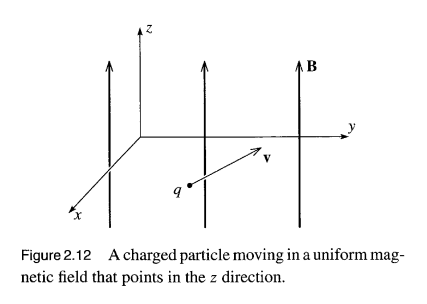 z
B
y
v
q
x
Figure 2.12 A charged particle moving in a uniform mag-
netic field that points in the z direction.